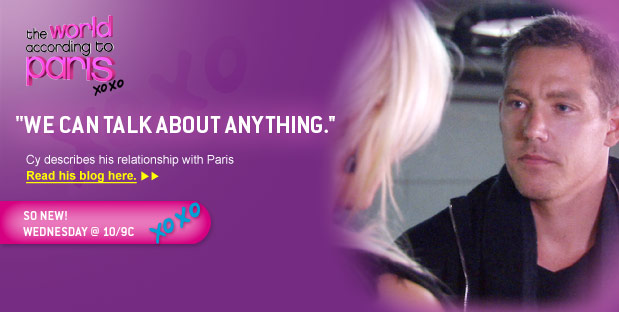 the world
according to
paris
xoxo
XOXO
"WE CAN TALK ABOUT ANYTHING."
Cy describes his relationship with Paris
Read his blog here.
SO NEW!
WEDNESDAY @ 10/9C
XOXO